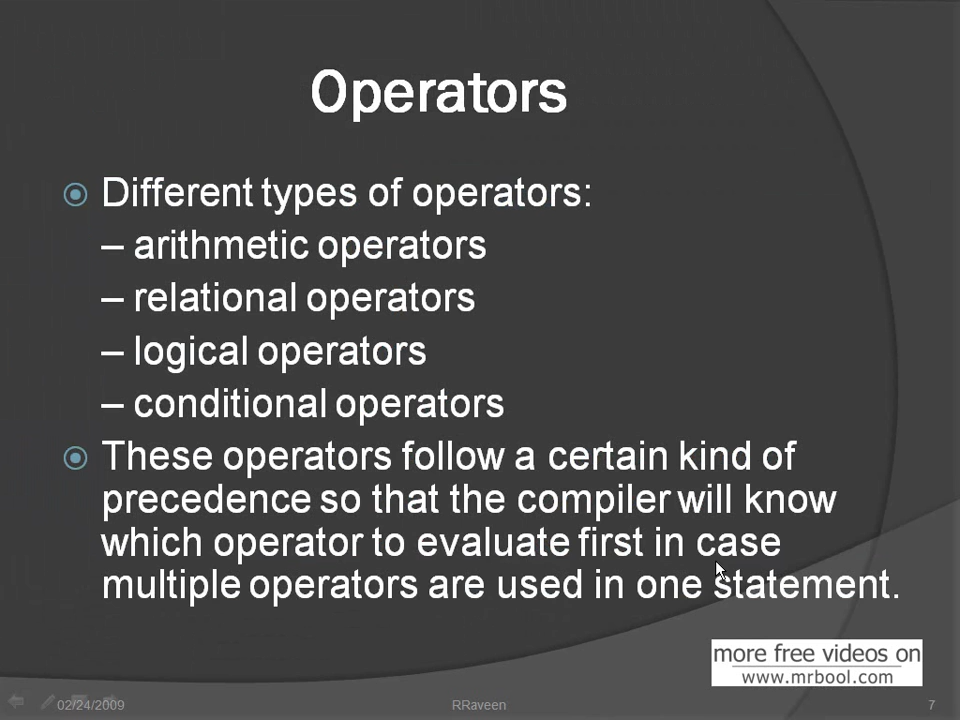 Operators
Different types of operators:
– arithmetic operators
– relational operators
– logical operators
– conditional operators
These operators follow a certain kind of
precedence so that the compiler will know
which operator to evaluate first in case
multiple operators are used in one statement.
more free videos on
www.mrbool.com
02/24/2009
RRaveen
7